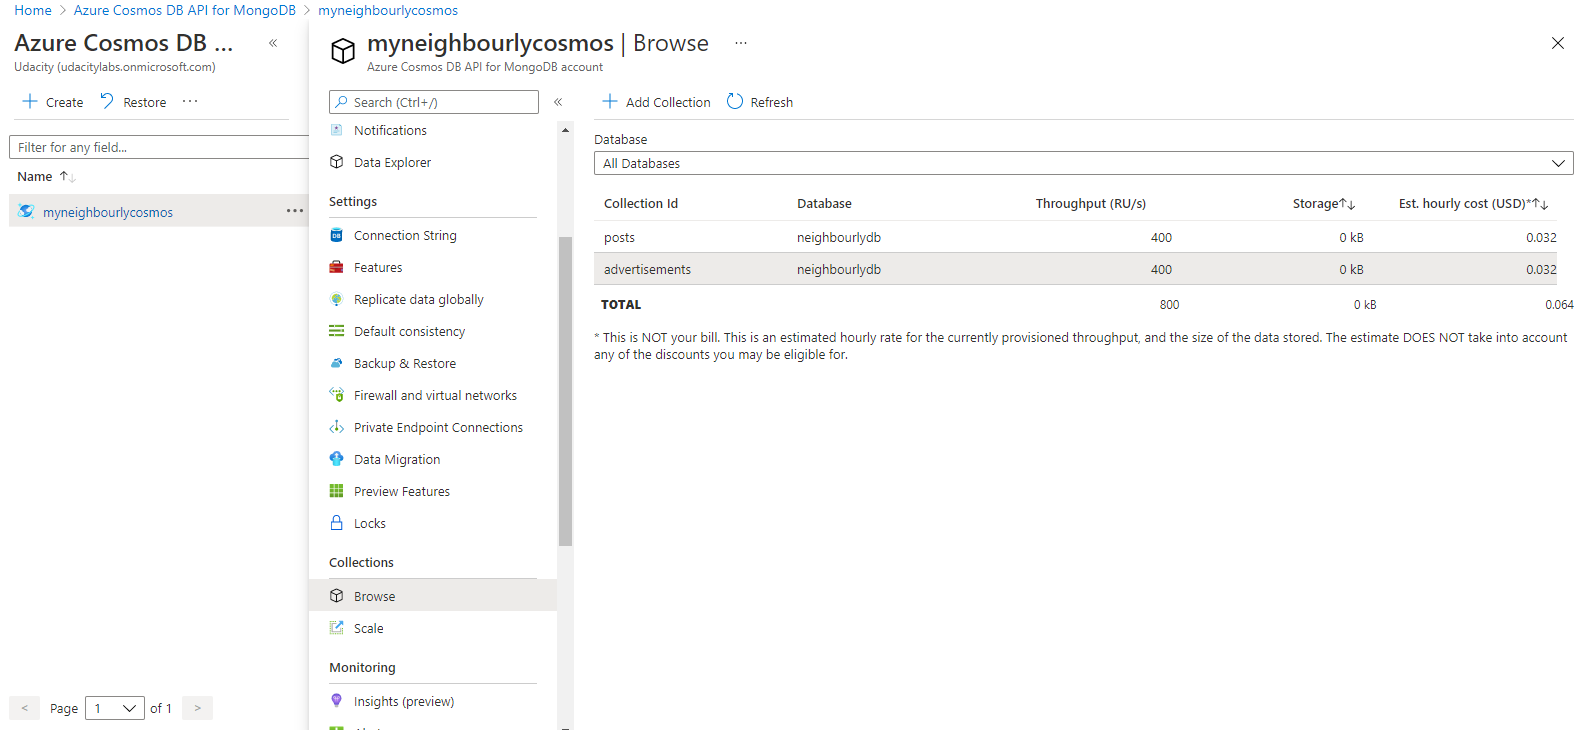 Home > Azure Cosmos DB API for MongoDB > myneighbourlycosmos
Azure Cosmos DB ... «
Udacity (udacitylabs.onmicrosoft.com)
+ Create Restore ...
Filter for any field...
Name ↑↓
myneighbourlycosmos ...
< Page 1 of 1 >
myneighbourlycosmos | Browse ...
Azure Cosmos DB API for MongoDB account
Search (Ctrl+/) «
Notifications
Data Explorer
Settings
Connection String
Features
Replicate data globally
Default consistency
Backup & Restore
Firewall and virtual networks
Private Endpoint Connections
Data Migration
Preview Features
Locks
Collections
Browse
Scale
Monitoring
Insights (preview)
+ Add Collection Refresh
Database
All Databases
Collection Id Database Throughput (RU/s) Storage↑↓ Est. hourly cost (USD)*↑↓
posts neighbourlydb 400 0 kB 0.032
advertisements neighbourlydb 400 0 kB 0.032
TOTAL 800 0 kB 0.064
* This is NOT your bill. This is an estimated hourly rate for the currently provisioned throughput, and the size of the data stored. The estimate DOES NOT take into account
any of the discounts you may be eligible for.